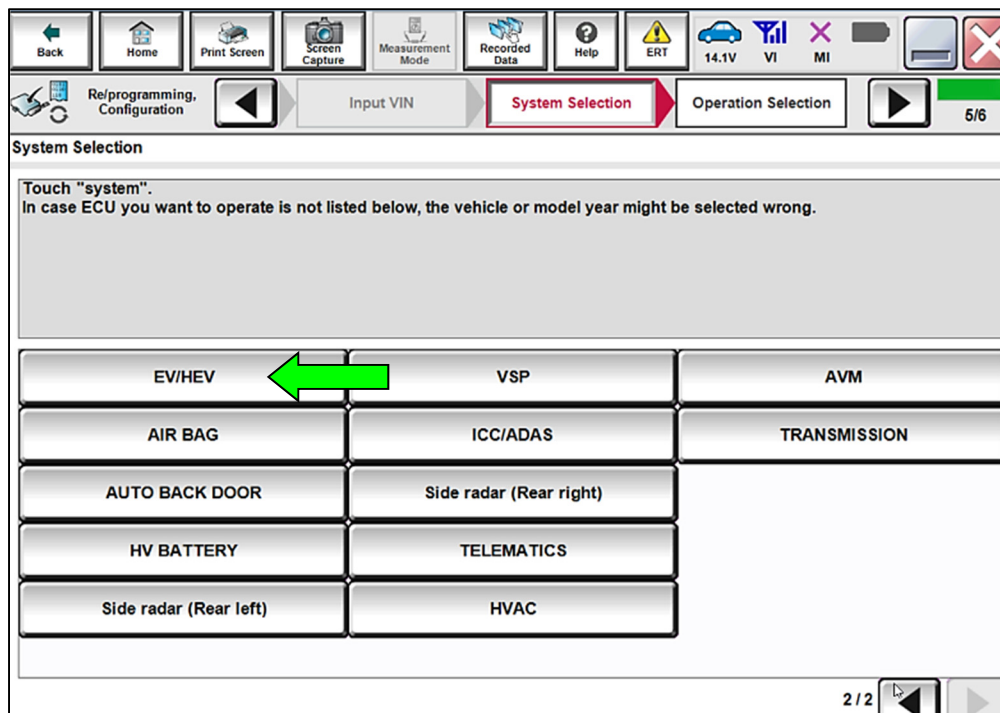 Back
Home
Print Screen
Screen
Capture
Measurement
Mode
Recorded
Data
Help
ERT
14.1V
VI
MI
Re/programming,
Configuration
Input VIN
System Selection
Operation Selection
5/6
System Selection
Touch "system".
In case ECU you want to operate is not listed below, the vehicle or model year might be selected wrong.
EV/HEV
VSP
AVM
AIR BAG
ICC/ADAS
TRANSMISSION
AUTO BACK DOOR
Side radar (Rear right)
HV BATTERY
TELEMATICS
Side radar (Rear left)
HVAC
2 / 2